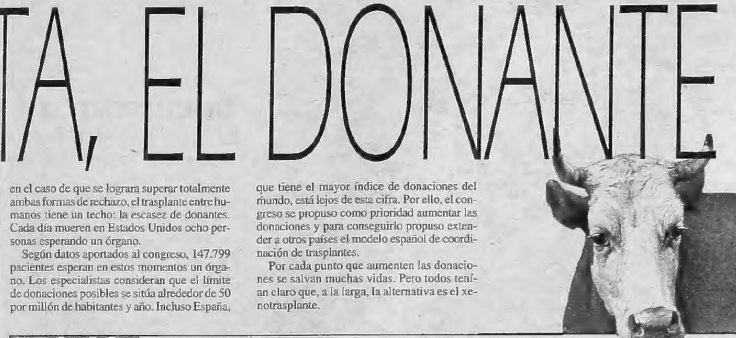 TA, EL DONANTE
en el caso de que se lograra superar totalmente
ambas formas de rechazo, el trasplante entre hu-
manos tiene un techo: la escasez de donantes.
Cada día mueren en Estados Unidos ocho per-
sonas esperando un órgano.
Según datos aportados al congreso, 147.799
pacientes esperan en estos momentos un órga-
no. Los especialistas consideran que el límite
de donaciones posibles se sitúa alrededor de 50
por millón de habitantes y año. Incluso España,
que tiene el mayor índice de donaciones del
mundo, está lejos de esta cifra. Por ello, el con-
greso se propuso como prioridad aumentar las
donaciones y para conseguirlo propuso exten-
der a otros países el modelo español de coordi-
nación de trasplantes.
Por cada punto que aumenten las donacio-
nes se salvan muchas vidas. Pero todos tení-
an claro que, a la larga, la alternativa es el xe-
notrasplante.